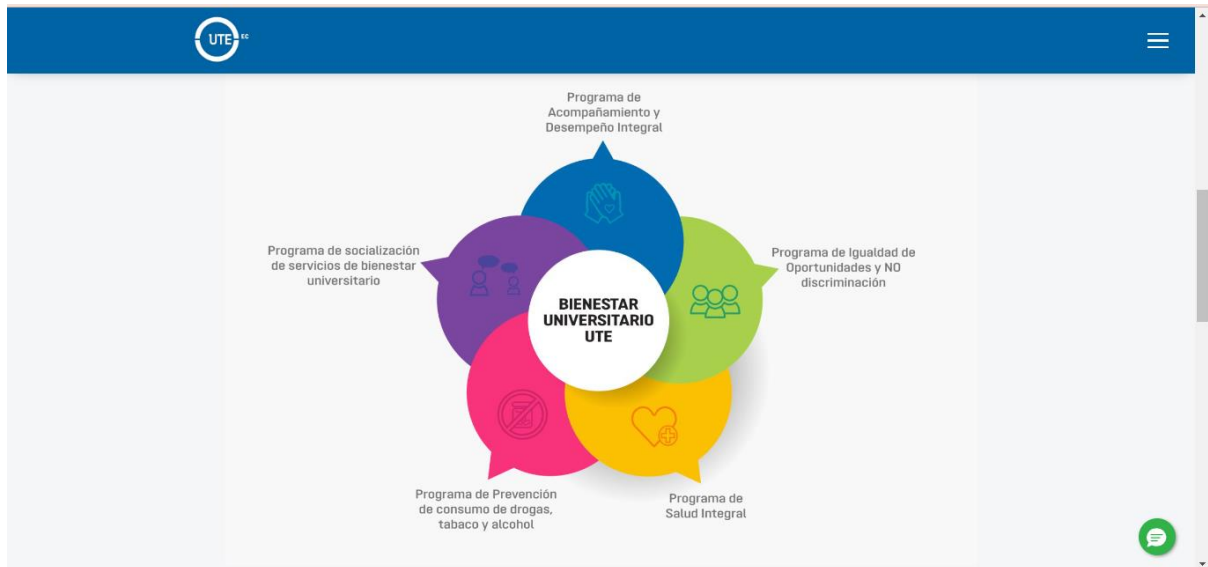 UTE EC
Programa de
Acompañamiento y
Desempeño Integral
Programa de socialización
de servicios de bienestar
universitario
Programa de Igualdad de
Oportunidades y NO
discriminación
BIENESTAR
UNIVERSITARIO
UTE
Programa de Prevención
de consumo de drogas,
tabaco y alcohol
Programa de
Salud Integral